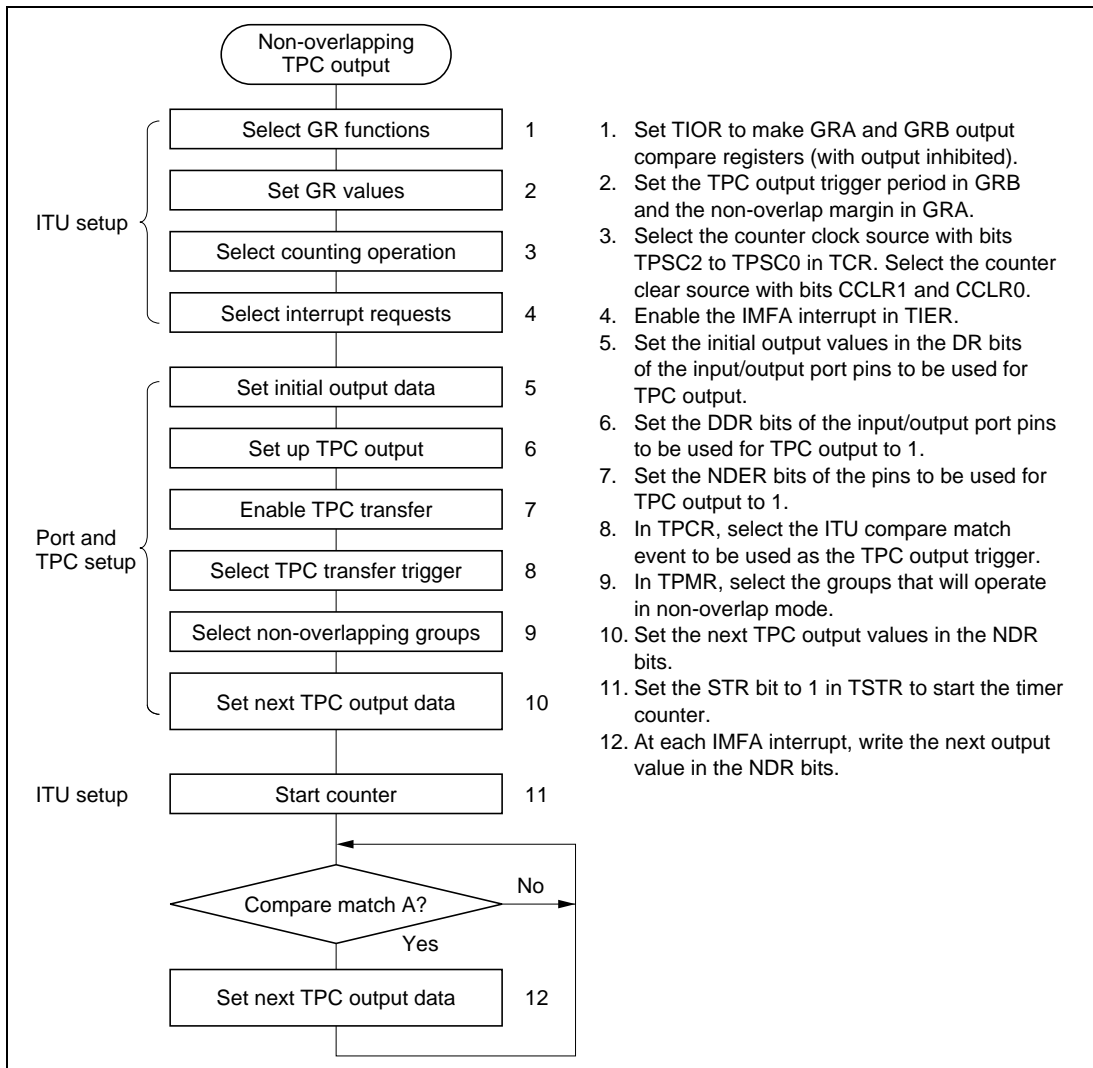 Non-overlapping
TPC output
ITU setup
Select GR functions 1
Set GR values 2
Select counting operation 3
Select interrupt requests 4
Port and
TPC setup
Set initial output data 5
Set up TPC output 6
Enable TPC transfer 7
Select TPC transfer trigger 8
Select non-overlapping groups 9
Set next TPC output data 10
ITU setup
Start counter 11
Compare match A?
No
Yes
Set next TPC output data 12
1. Set TIOR to make GRA and GRB output
compare registers (with output inhibited).
2. Set the TPC output trigger period in GRB
and the non-overlap margin in GRA.
3. Select the counter clock source with bits
TPSC2 to TPSC0 in TCR. Select the counter
clear source with bits CCLR1 and CCLR0.
4. Enable the IMFA interrupt in TIER.
5. Set the initial output values in the DR bits
of the input/output port pins to be used for
TPC output.
6. Set the DDR bits of the input/output port pins
to be used for TPC output to 1.
7. Set the NDER bits of the pins to be used for
TPC output to 1.
8. In TPCR, select the ITU compare match
event to be used as the TPC output trigger.
9. In TPMR, select the groups that will operate
in non-overlap mode.
10. Set the next TPC output values in the NDR
bits.
11. Set the STR bit to 1 in TSTR to start the timer
counter.
12. At each IMFA interrupt, write the next output
value in the NDR bits.